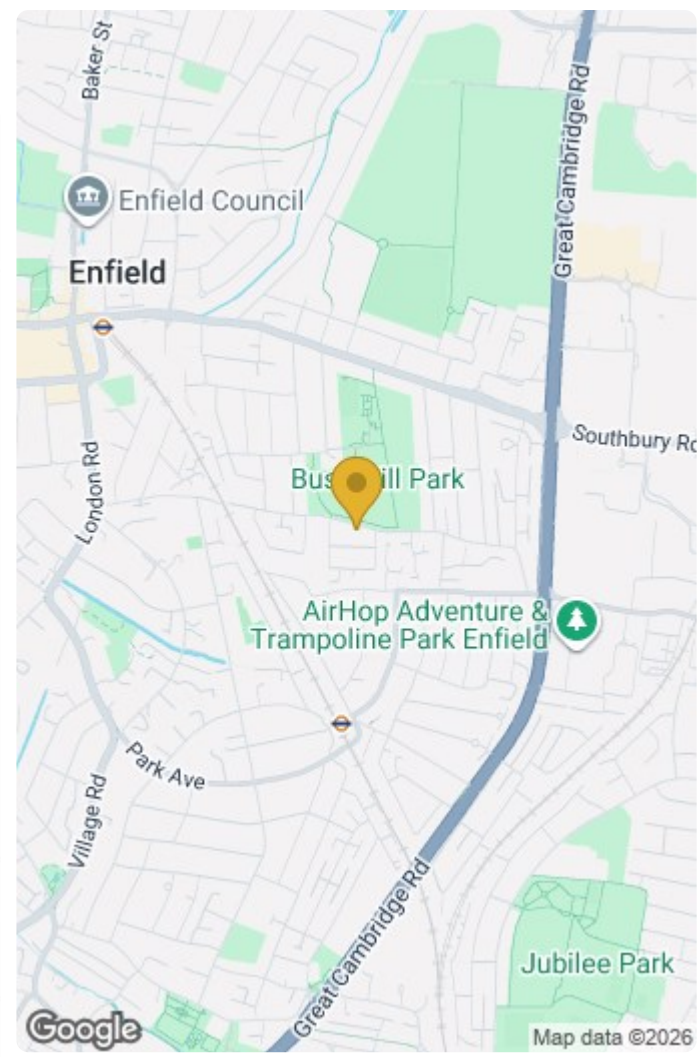 Baker St
Enfield Council
Enfield
Great Cambridge Rd
Southbury Rd
London Rd
Park
AirHop Adventure &
Trampoline Park Enfield
Park Ave
Village Rd
Great Cambridge Rd
Jubilee Park
Google
Map data ©2026